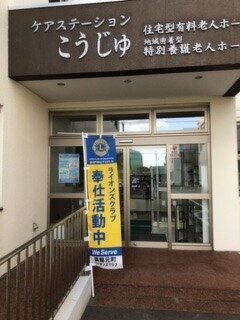 ケアステーション
こうじゅ
住宅型有料老人ホー
地域密着型
特別養護老人ホー
ライオンズクラブ
奉仕活動中
We Serve